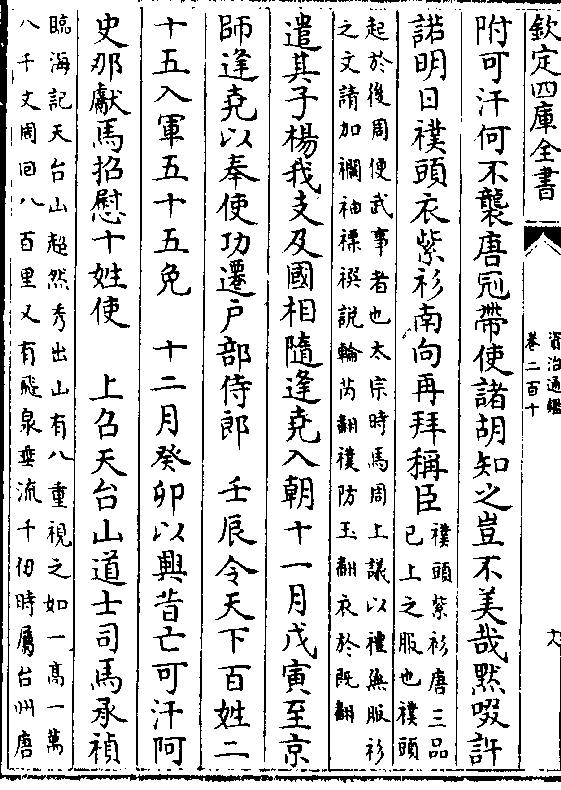 欽定四庫全書
資治通鑑
卷二百十
附可汗何不襲唐冠帶使諸胡知之豈不美哉默啜許
諾明日襆頭衣紫衫南向再拜稱臣
襆頭紫衫唐三品
已上之服也襆頭
起於後周便武事者也太宗時馬周上議以禮無服衫
之文請加襴袖褾襈說輪芮翻襆防玉翻衣於既翻
遣其子楊我支及國相隨逢堯入朝十一月戊寅至京
師逢堯以奉使功遷戶部侍郎 壬辰令天下百姓二
十五入軍五十五免 十二月癸卯以興昔亡可汗阿
史那獻馬招慰十姓使 上召天台山道士司馬承禎
臨海記天台山超然秀出山有八重視之如一高一萬
八千丈周回八百里又有飛泉垂流千仞時屬台州唐